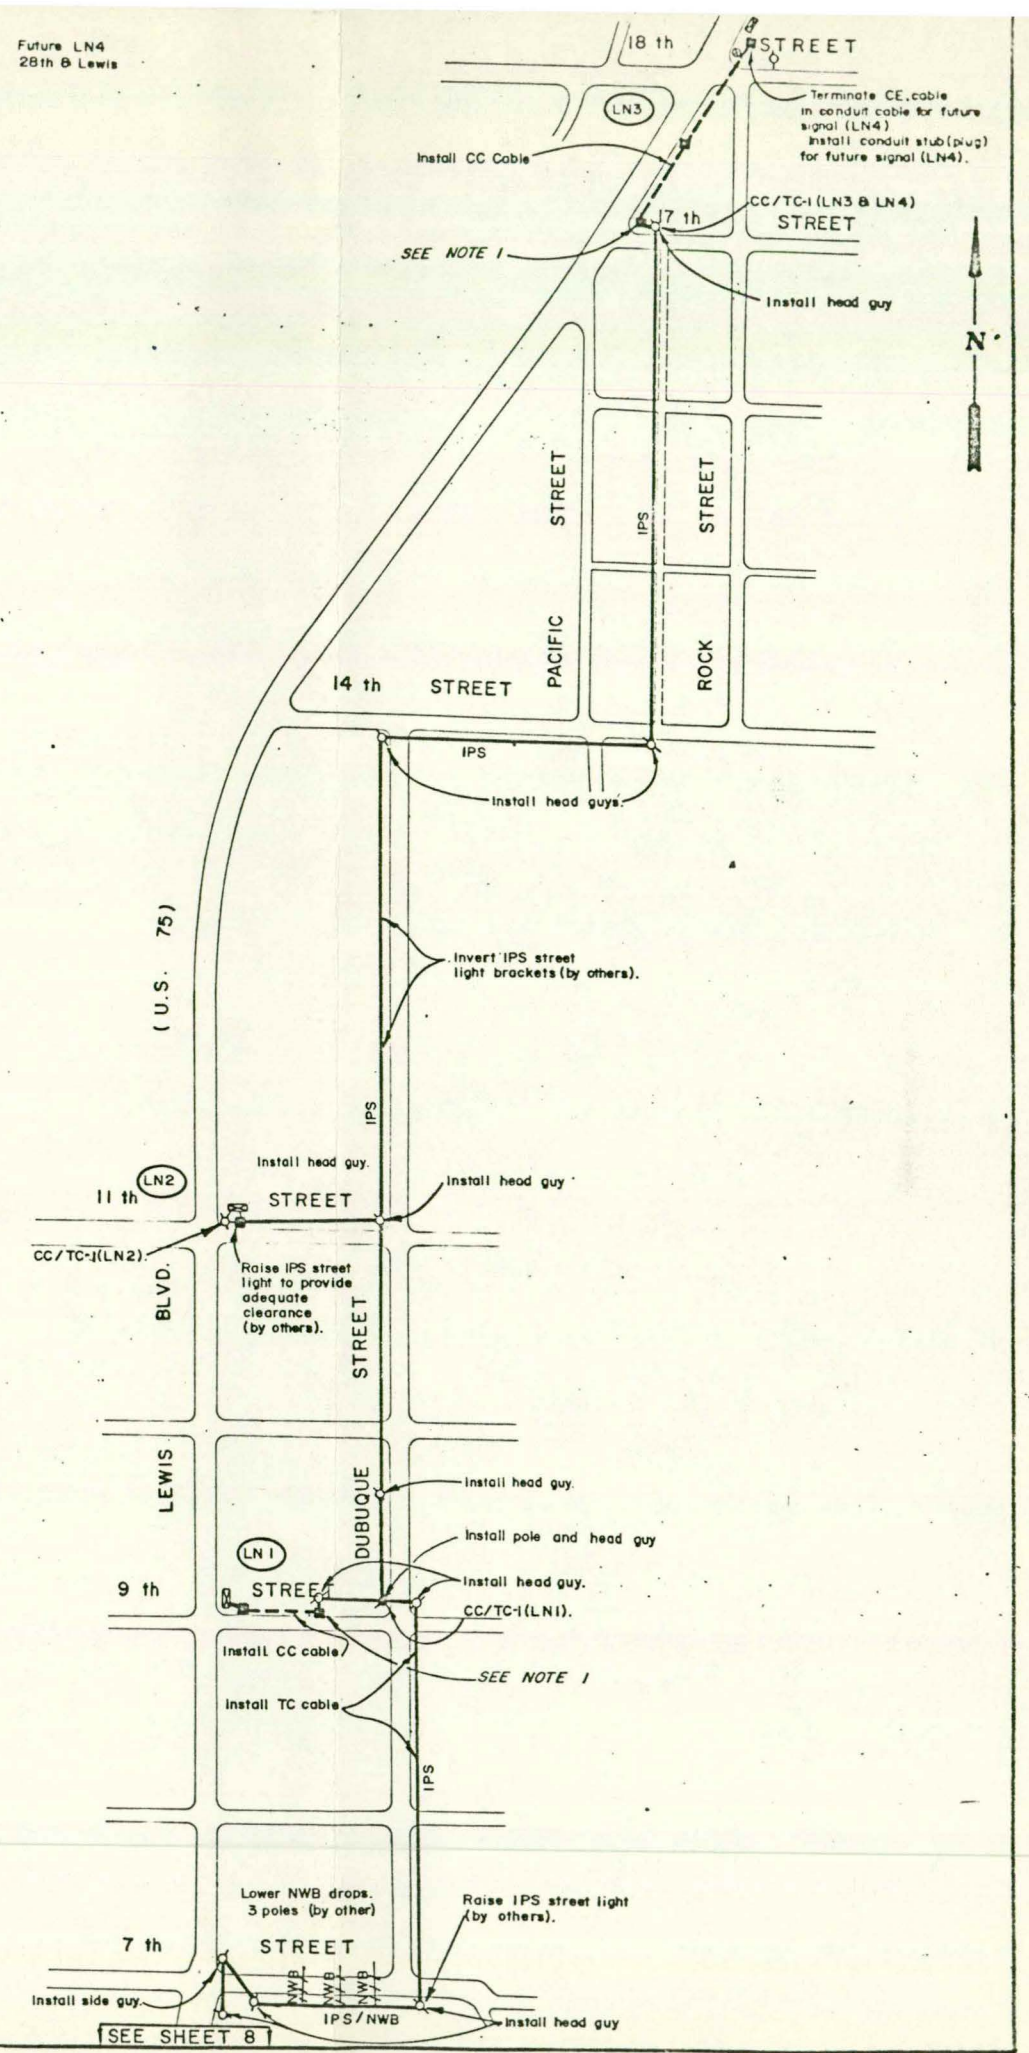 Future LN4
28th & Lewis
18 th
STREET
LN3
Terminate CE.cable
in conduit cable for future
signal (LN4)
Install conduit stub(plug)
for future signal (LN4).
Install CC Cable
CC/TC-1 (LN3 & LN4)
17 th
STREET
SEE NOTE 1
Install head guy
N
STREET
STREET
IPS
PACIFIC
ROCK
14 th STREET
IPS
Install head guys.
(U.S. 75)
Invert IPS street
light brackets (by others).
IPS
Install head guy.
LN2
11 th
STREET
Install head guy
CC/TC-1(LN2).
Raise IPS street
light to provide
adequate
clearance
(by others).
BLVD.
STREET
LEWIS
DUBUQUE
Install head guy.
Install pole and head guy
LN 1
9 th
STREET
Install head guy.
CC/TC-1(LN1).
Install CC cable
SEE NOTE 1
Install TC cable
IPS
Lower NWB drops.
3 poles (by other)
Raise IPS street light
(by others).
7 th
STREET
NWB
NWB
NWB
Install side guy.
IPS/NWB
Install head guy
SEE SHEET 8